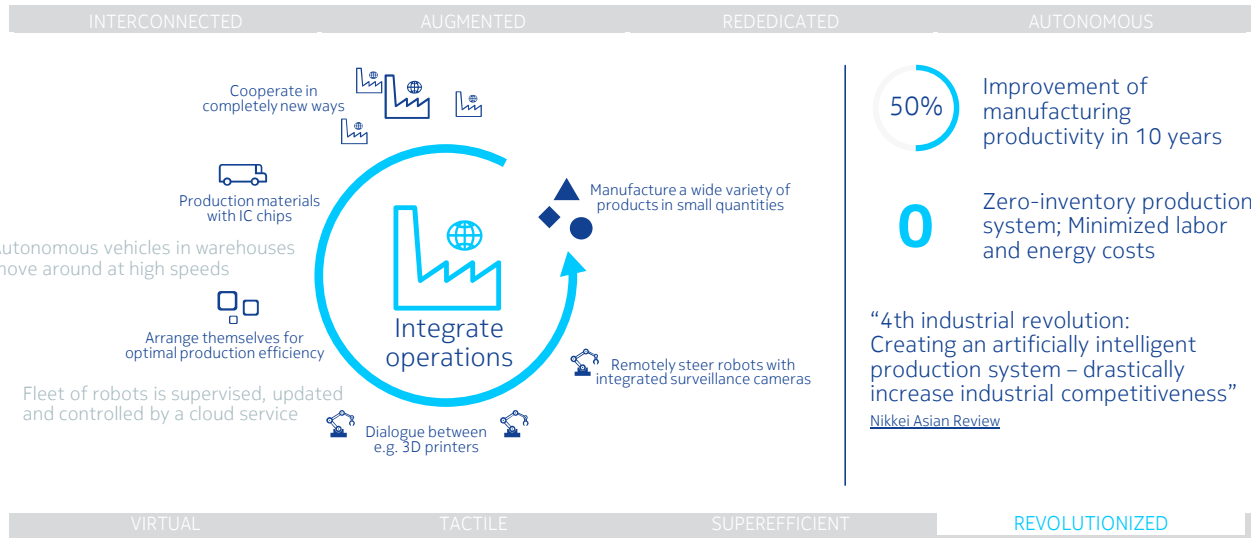 INTERCONNECTED
AUGMENTED
REDEDICATED
AUTONOMOUS
Cooperate in
completely new ways
Production materials
with IC chips
utonomous vehicles in warehouses
ove around at high speeds
Arrange themselves for
optimal production efficiency
Fleet of robots is supervised, updated
and controlled by a cloud service
Dialogue between
e.g. 3D printers
Integrate
operations
Manufacture a wide variety of
products in small quantities
Remotely steer robots with
integrated surveillance cameras
50%
Improvement of
manufacturing
productivity in 10 years
0
Zero-inventory production
system; Minimized labor
and energy costs
“4th industrial revolution:
Creating an artificially intelligent
production system – drastically
increase industrial competitiveness”
Nikkei Asian Review
VIRTUAL
TACTILE
SUPEREFFICIENT
REVOLUTIONIZED